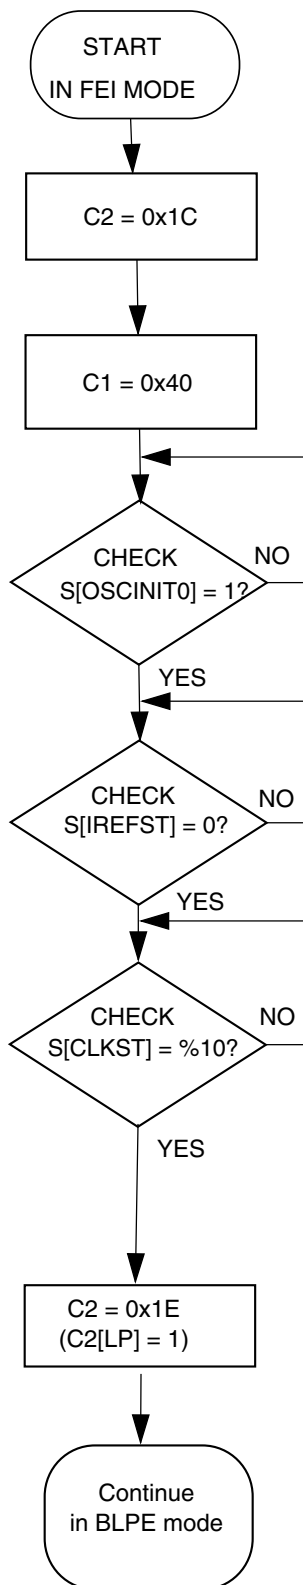 START
IN FEI MODE
C2 = 0x1C
C1 = 0x40
CHECK
S[OSCINIT0] = 1?
NO
YES
CHECK
S[IREFST] = 0?
NO
YES
CHECK
S[CLKST] = %10?
NO
YES
C2 = 0x1E
(C2[LP] = 1)
Continue
in BLPE mode